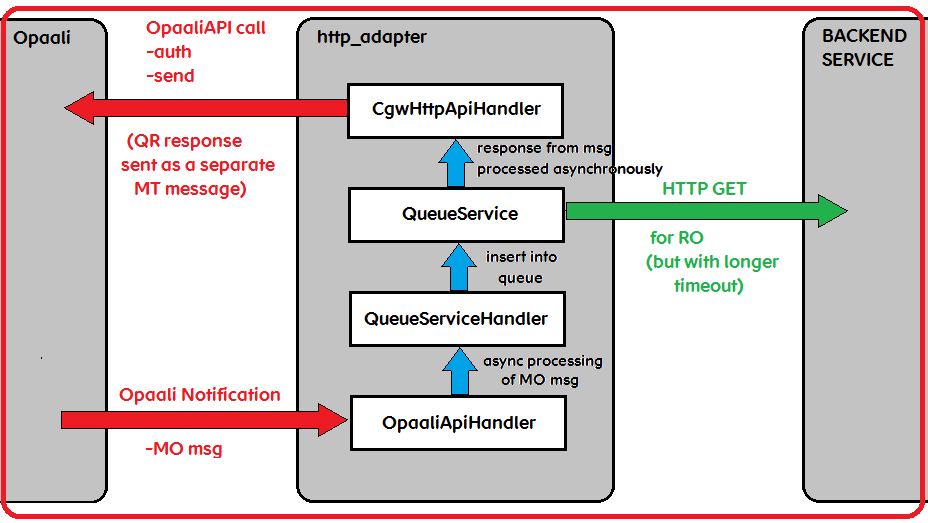 Opaali
OpaaliAPI call
-auth
-send
http_adapter
BACKEND
SERVICE
CgwHttpApiHandler
(QR response
sent as a separate
MT message)
response from msg
processed asynchronously
HTTP GET
QueueService
for RO
(but with longer
timeout)
insert into
queue
QueueServiceHandler
async processing
of MO msg
Opaali Notification
OpaaliApiHandler
-MO msg